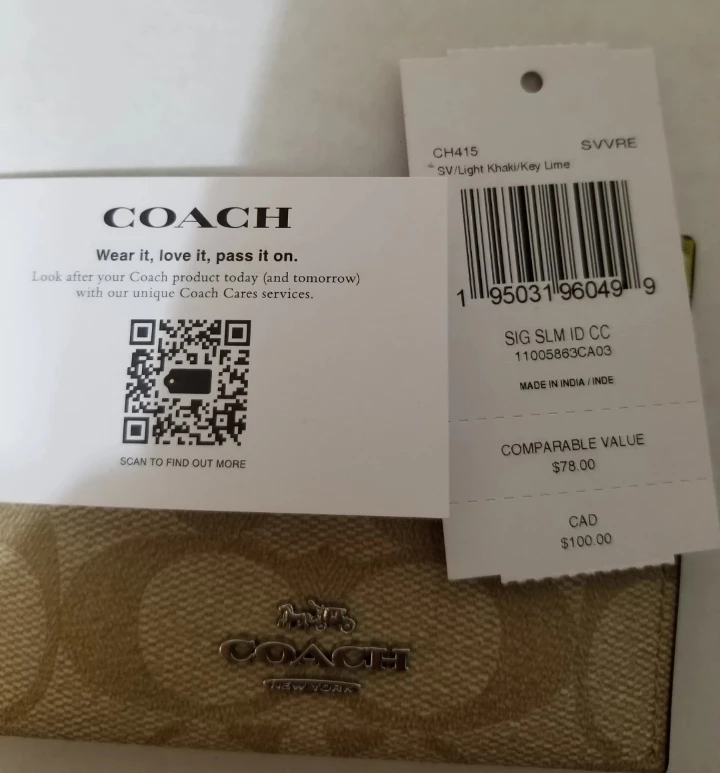 COACH
Wear it, love it, pass it on.
Look after your Coach product today (and tomorrow)
with our unique Coach Cares services.
SCAN TO FIND OUT MORE
CH415 SVVRE
SV/Light Khaki/Key Lime
1 95031 96049 9
SIG SLM ID CC
11005863CA03
MADE IN INDIA / INDE
COMPARABLE VALUE
$78.00
CAD
$100.00
COACH
NEW YORK